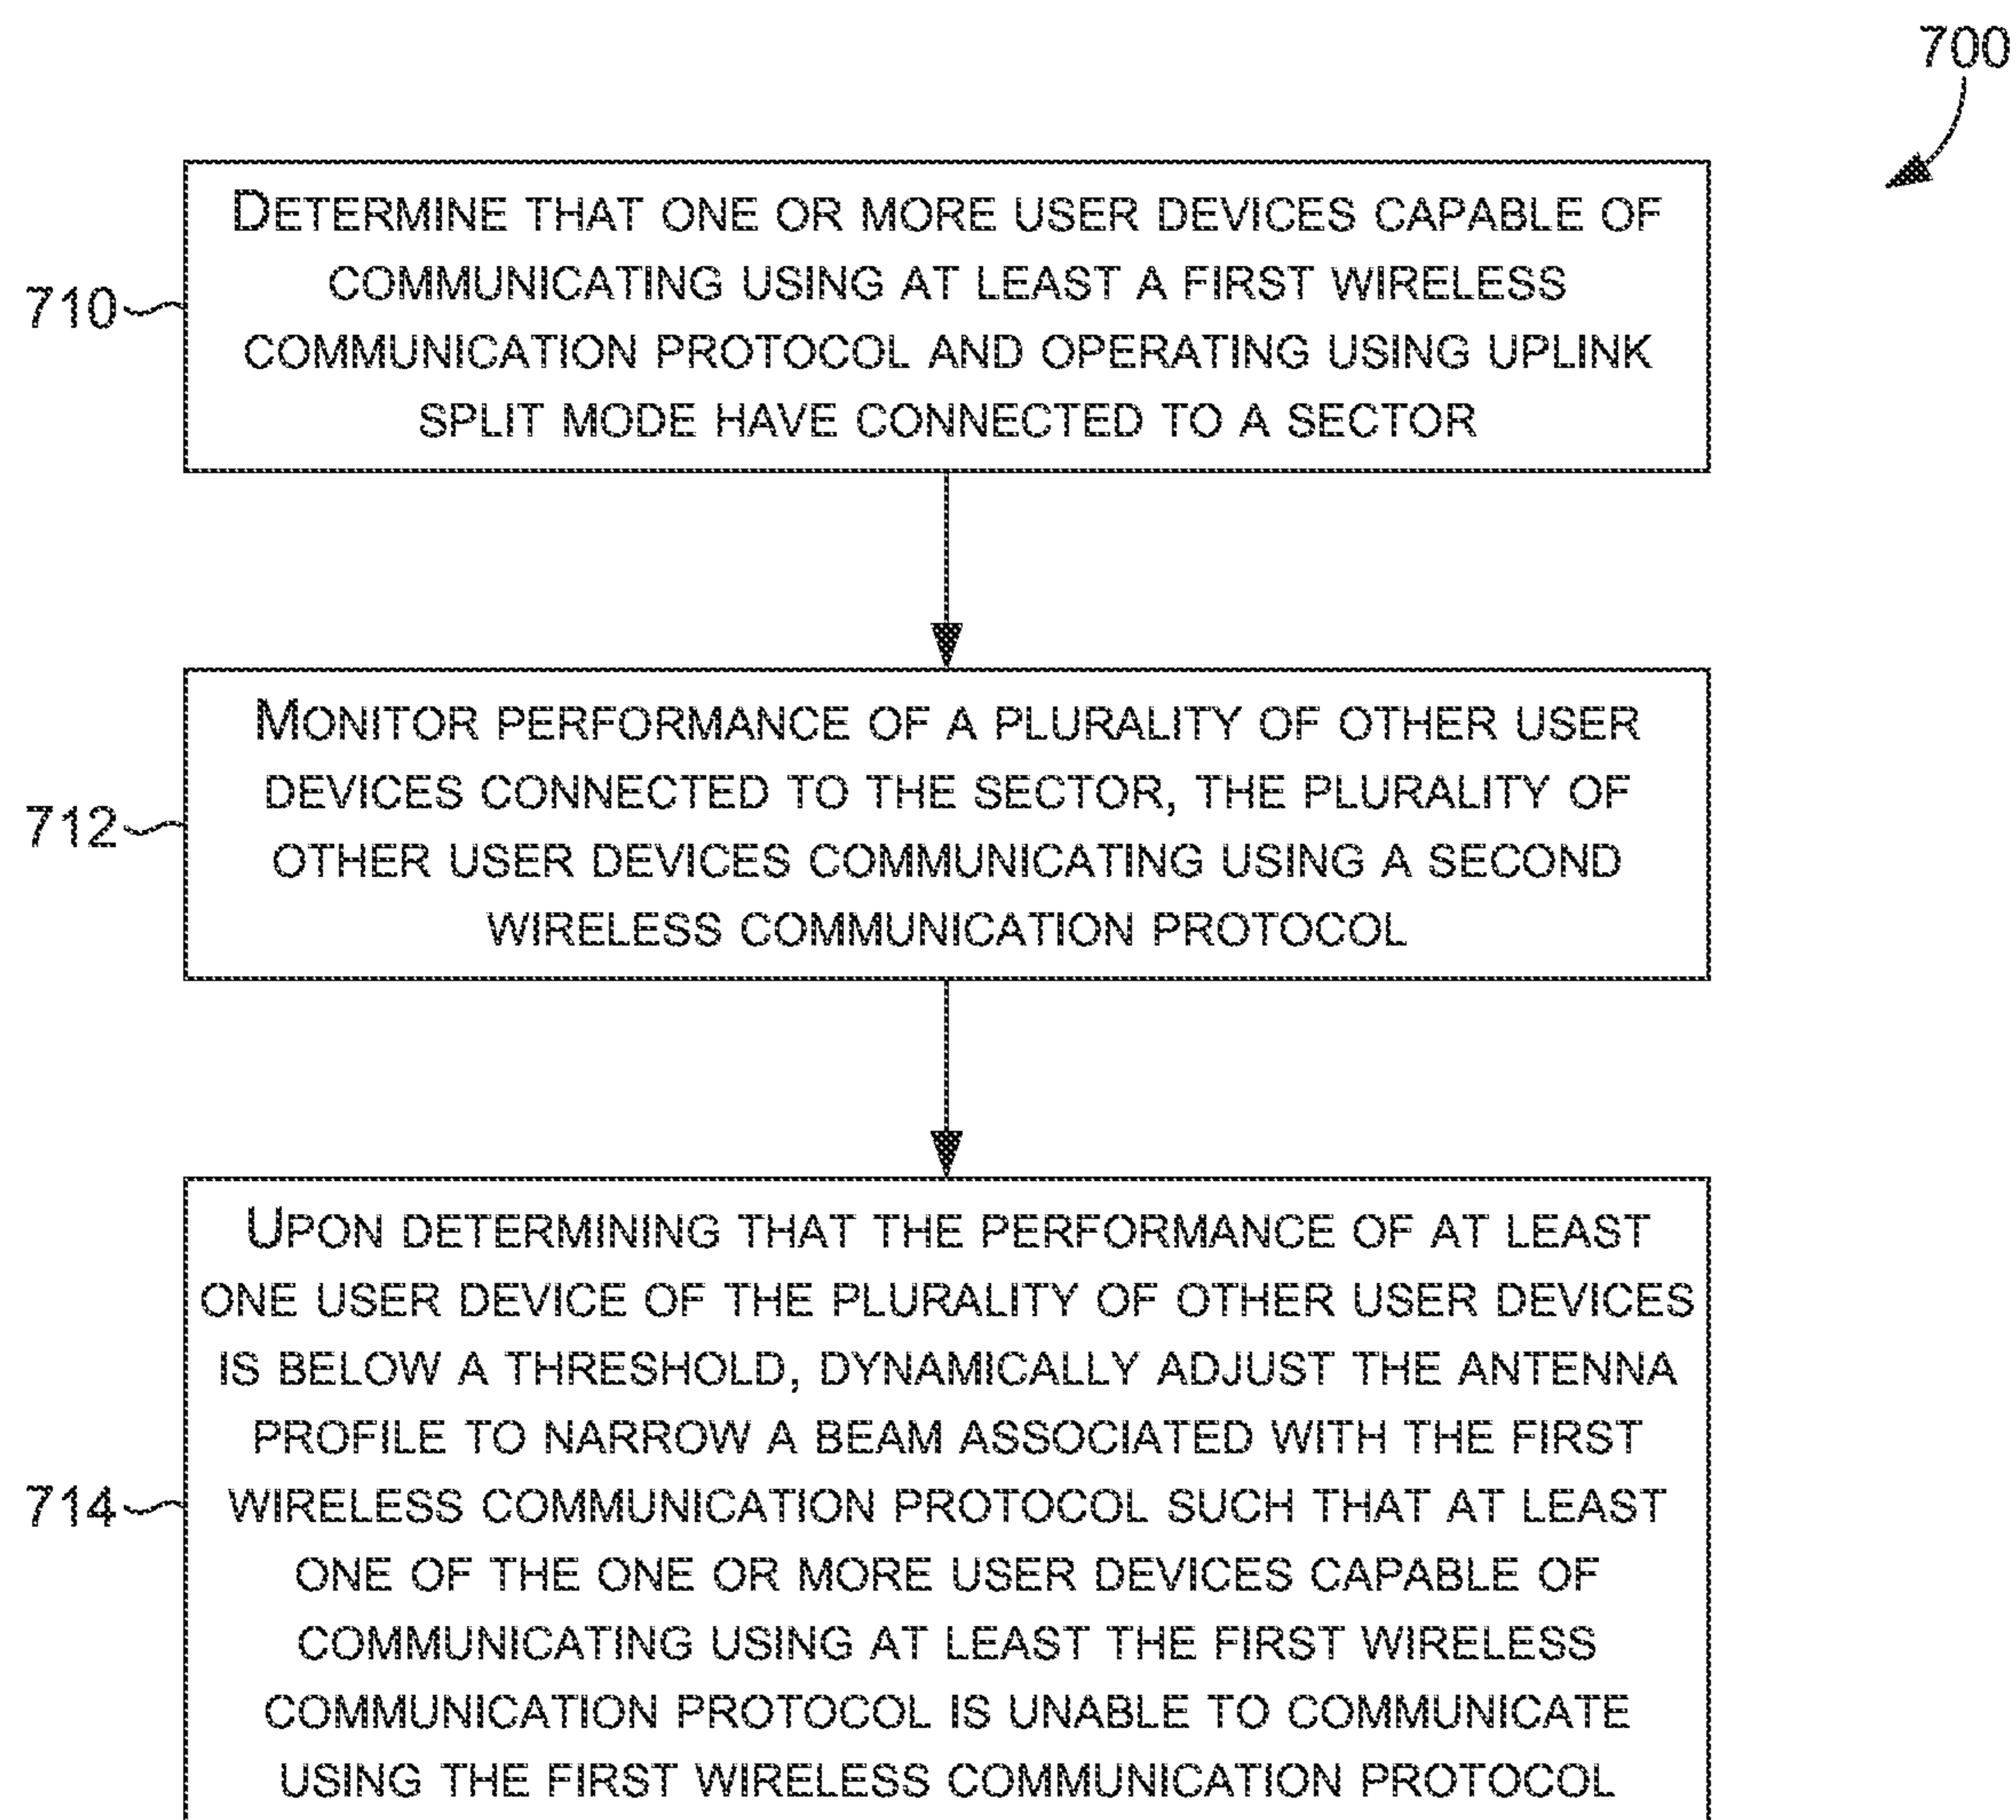 700
710
DETERMINE THAT ONE OR MORE USER DEVICES CAPABLE OF
COMMUNICATING USING AT LEAST A FIRST WIRELESS
COMMUNICATION PROTOCOL AND OPERATING USING UPLINK
SPLIT MODE HAVE CONNECTED TO A SECTOR
712
MONITOR PERFORMANCE OF A PLURALITY OF OTHER USER
DEVICES CONNECTED TO THE SECTOR, THE PLURALITY OF
OTHER USER DEVICES COMMUNICATING USING A SECOND
WIRELESS COMMUNICATION PROTOCOL
714
UPON DETERMINING THAT THE PERFORMANCE OF AT LEAST
ONE USER DEVICE OF THE PLURALITY OF OTHER USER DEVICES
IS BELOW A THRESHOLD, DYNAMICALLY ADJUST THE ANTENNA
PROFILE TO NARROW A BEAM ASSOCIATED WITH THE FIRST
WIRELESS COMMUNICATION PROTOCOL SUCH THAT AT LEAST
ONE OF THE ONE OR MORE USER DEVICES CAPABLE OF
COMMUNICATING USING AT LEAST THE FIRST WIRELESS
COMMUNICATION PROTOCOL IS UNABLE TO COMMUNICATE
USING THE FIRST WIRELESS COMMUNICATION PROTOCOL